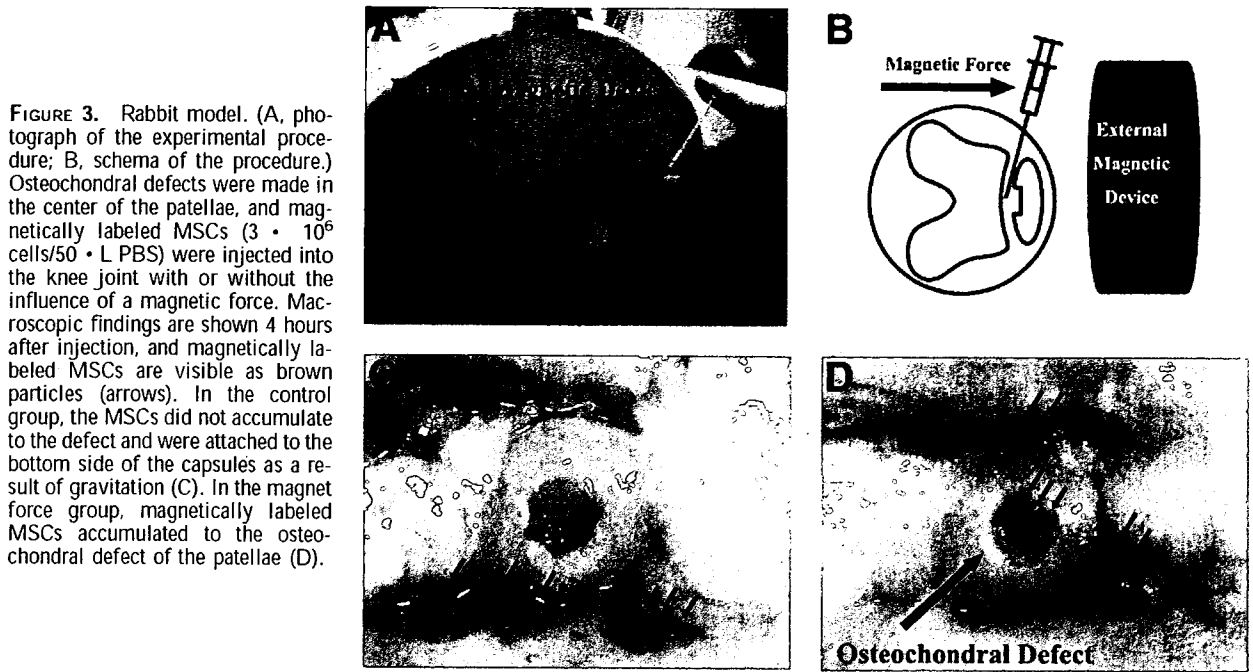 FIGURE 3. Rabbit model. (A, pho-
tograph of the experimental proce-
dure; B, schema of the procedure.)
Osteochondral defects were made in
the center of the patellae, and mag-
netically labeled MSCs (3 • 10⁶
cells/50 • L PBS) were injected into
the knee joint with or without the
influence of a magnetic force. Mac-
roscopic findings are shown 4 hours
after injection, and magnetically la-
beled MSCs are visible as brown
particles (arrows). In the control
group, the MSCs did not accumulate
to the defect and were attached to the
bottom side of the capsules as a re-
sult of gravitation (C). In the magnet
force group, magnetically labeled
MSCs accumulated to the osteo-
chondral defect of the patellae (D).
A
B
Magnetic Force
External
Magnetic
Device
C
D
Osteochondral Defect